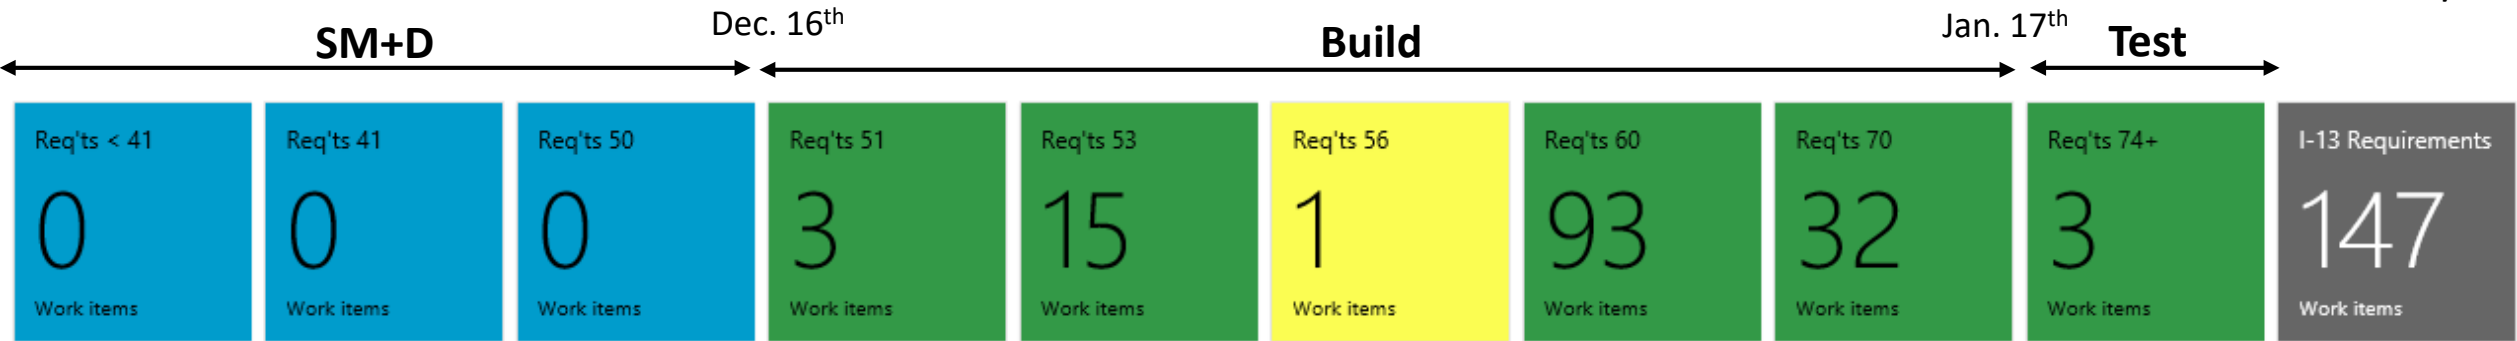 SM+D
Dec. 16th
Build
Jan. 17th
Test
Req'ts < 41
0
Work items
Req'ts 41
0
Work items
Req'ts 50
0
Work items
Req'ts 51
3
Work items
Req'ts 53
15
Work items
Req'ts 56
1
Work items
Req'ts 60
93
Work items
Req'ts 70
32
Work items
Req'ts 74+
3
Work items
I-13 Requirements
147
Work items